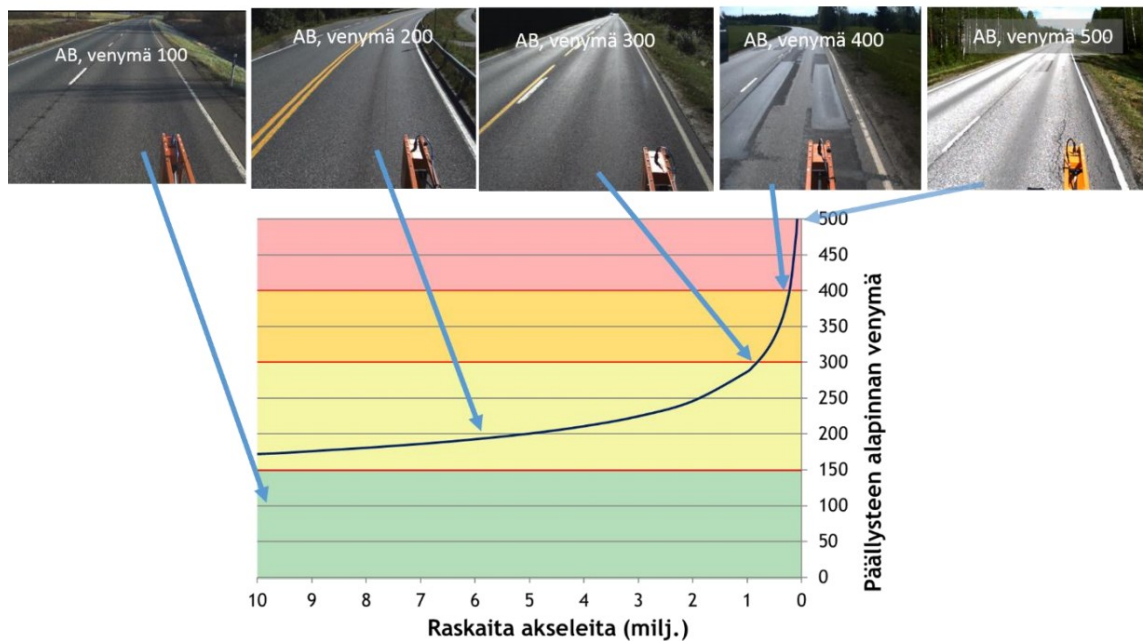 AB, venymä 100
AB, venymä 200
AB, venymä 300
AB, venymä 400
AB, venymä 500
500
450
400
350
300
250
200
150
100
50
0
Päällysteen alapinnan venymä
10 9 8 7 6 5 4 3 2 1 0
Raskaita akseleita (milj.)